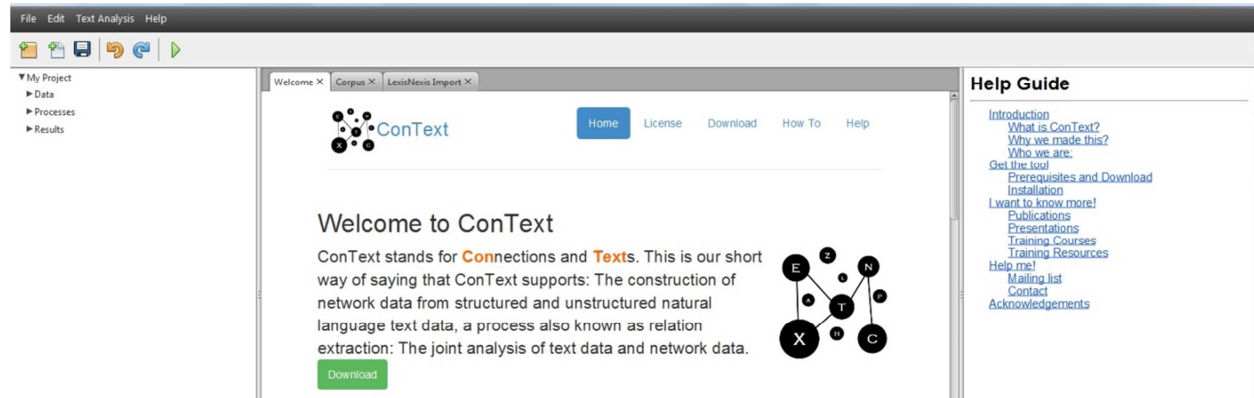 File Edit Text Analysis Help
My Project
Data
Processes
Results
Welcome × Corpus × LexisNexis Import ×
ConText
Home License Download How To Help
Welcome to ConText
ConText stands for Connections and Texts. This is our short
way of saying that ConText supports: The construction of
network data from structured and unstructured natural
language text data, a process also known as relation
extraction: The joint analysis of text data and network data.
Download
E Z N
A T P
X H C
Help Guide
Introduction
What is ConText?
Why we made this?
Who we are:
Get the tool
Prerequisites and Download
Installation
I want to know more!
Publications
Presentations
Training Courses
Training Resources
Help me!
Mailing list
Contact
Acknowledgements